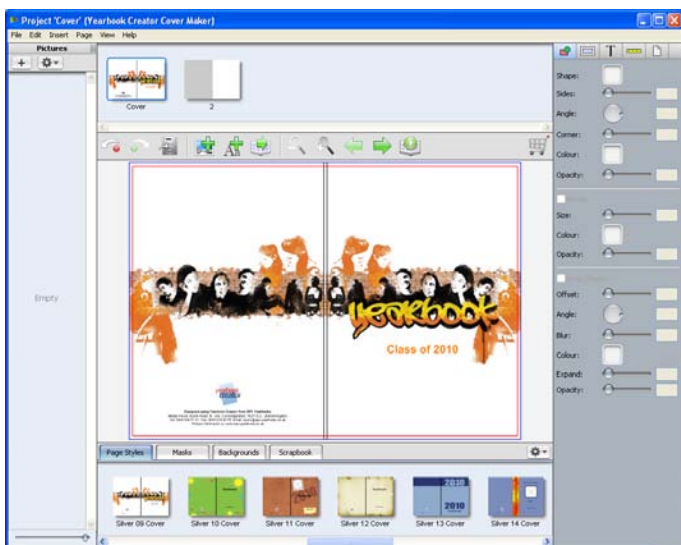 Project 'Cover' (Yearbook Creator Cover Maker)
File Edit Insert Page View Help
Pictures
Cover
2
Empty
yearbook
Class of 2010
yearbook
creator
Page Styles Masks Backgrounds Scrapbook
2010
2010
Silver 09 Cover Silver 10 Cover Silver 11 Cover Silver 12 Cover Silver 13 Cover Silver 14 Cover
Shape:
Sides:
Angle:
Corner:
Colour:
Opacity:
Size:
Colour:
Opacity:
Offset:
Angle:
Blur:
Colour:
Expand:
Opacity: